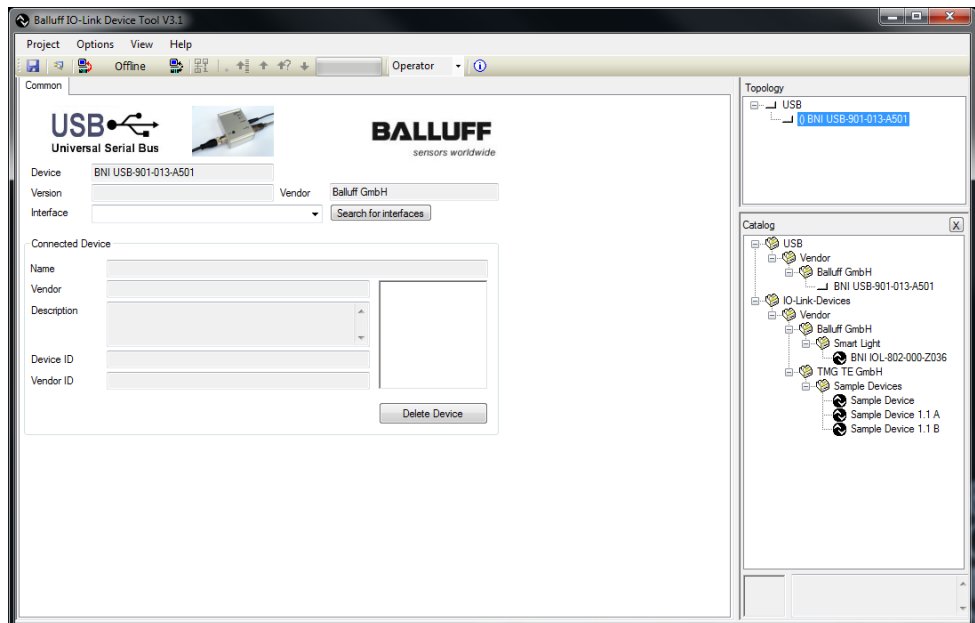 Balluff IO-Link Device Tool V3.1
Project Options View Help
Offline Operator
Common
USB
Universal Serial Bus
BALLUFF
sensors worldwide
Device BNI USB-901-013-A501
Version Vendor Balluff GmbH
Interface Search for interfaces
Connected Device
Name
Vendor
Description
Device ID
Vendor ID
Delete Device
Topology
USB
() BNI USB-901-013-A501
Catalog X
USB
Vendor
Balluff GmbH
BNI USB-901-013-A501
IO-Link-Devices
Vendor
Balluff GmbH
Smart Light
BNI IOL-802-000-Z036
TMG TE GmbH
Sample Devices
Sample Device
Sample Device 1.1 A
Sample Device 1.1 B